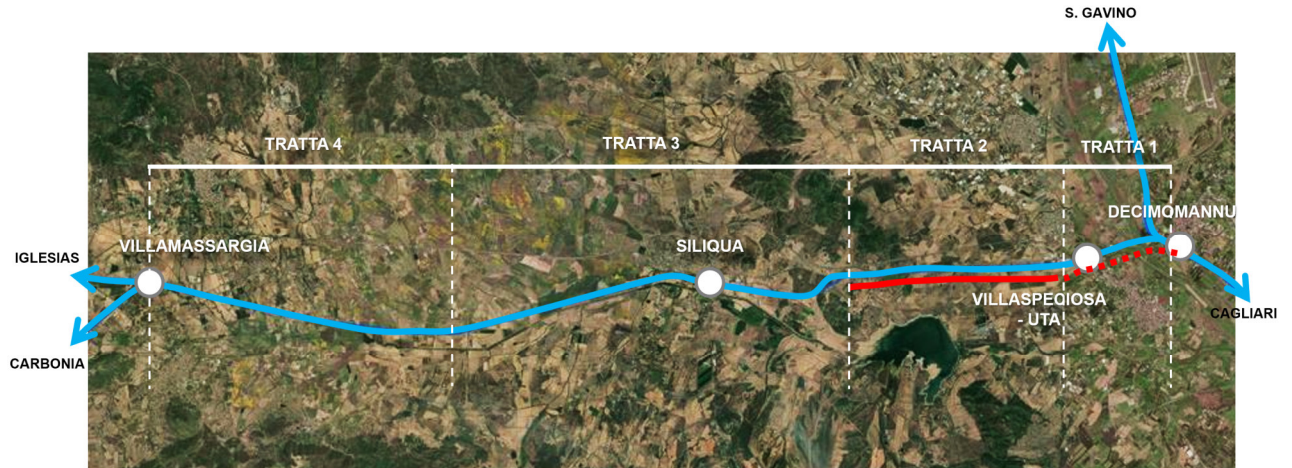 S. GAVINO
TRATTA 4
TRATTA 3
TRATTA 2
TRATTA 1
DECIMOMANNU
VILLAMASSARGIA
SILIQUA
IGLESIAS
VILLASPECIOSA
- UTA
CAGLIARI
CARBONIA